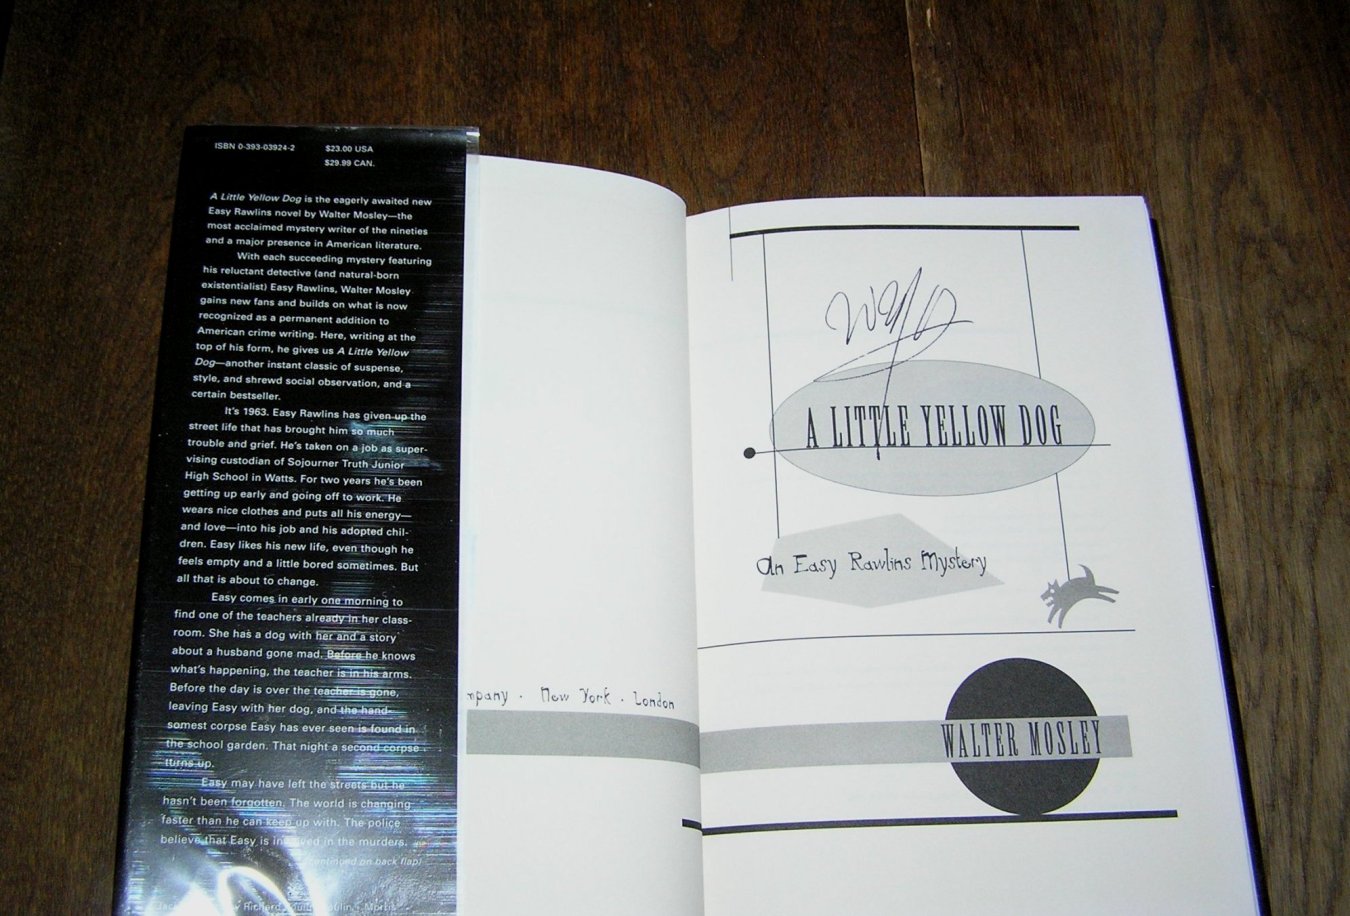 ISBN 0-393-03924-2 $23.00 USA
$29.99 CAN.
A Little Yellow Dog is the eagerly awaited new
Easy Rawlins novel by Walter Mosley—the
most acclaimed mystery writer of the nineties
and a major presence in American literature.
With each succeeding mystery featuring
his reluctant detective (and natural-born
existentialist) Easy Rawlins, Walter Mosley
gains new fans and builds on what is now
recognized as a permanent addition to
American crime writing. Here, writing at the
top of his form, he gives us A Little Yellow
Dog—another instant classic of suspense,
style, and shrewd social observation, and a
certain bestseller.
It's 1963. Easy Rawlins has given up the
street life that has brought him so much
trouble and grief. He's taken on a job as super-
vising custodian of Sojourner Truth Junior
High School in Watts. For two years he's been
getting up early and going off to work. He
wears nice clothes and puts all his energy—
and love—into his job and his adopted chil-
dren. Easy likes his new life, even though he
feels empty and a little bored sometimes. But
all that is about to change.
Easy comes in early one morning to
find one of the teachers already in her class-
room. She has a dog with her and a story
about a husband gone mad. Before he knows
what's happening, the teacher is in his arms.
Before the day is over the teacher is gone,
leaving Easy with her dog, and the hand-
somest corpse Easy has ever seen is found in
the school garden. That night a second corpse
turns up.
Easy may have left the streets but he
hasn't been forgotten. The world is changing
faster than he can keep up with. The police
believe that Easy is involved in the murders.
(continued on back flap)
mpany · New York · London
A LITTLE YELLOW DOG
An Easy Rawlins Mystery
WALTER MOSLEY